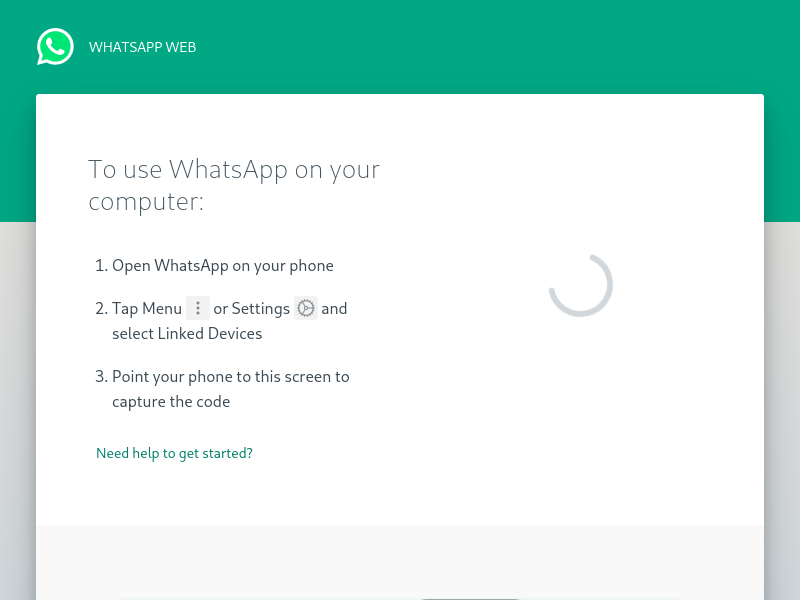 WHATSAPP WEB
To use WhatsApp on your
computer:
1. Open WhatsApp on your phone
2. Tap Menu or Settings and
select Linked Devices
3. Point your phone to this screen to
capture the code
Need help to get started?